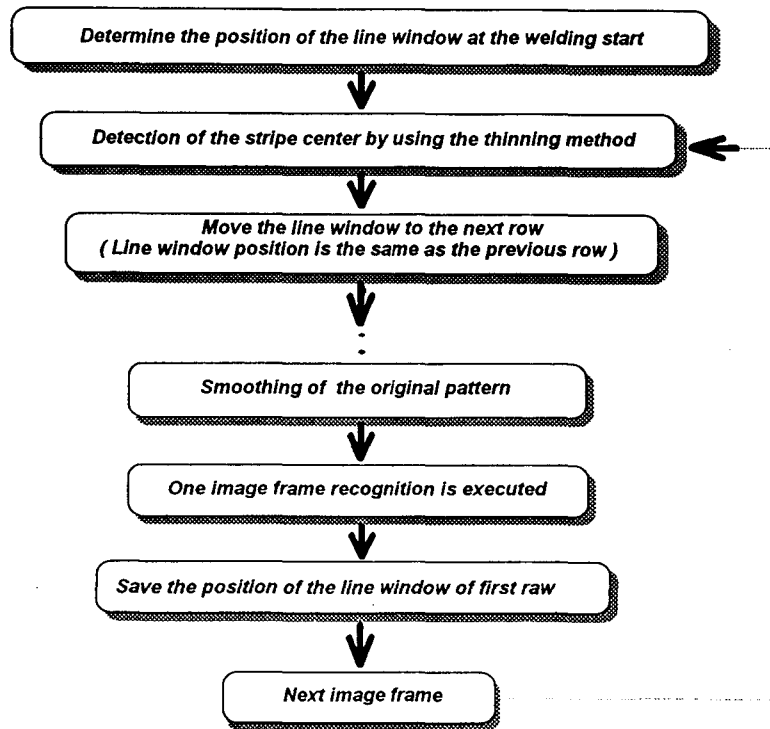 Determine the position of the line window at the welding start
Detection of the stripe center by using the thinning method
Move the line window to the next row
( Line window position is the same as the previous row )
Smoothing of the original pattern
One image frame recognition is executed
Save the position of the line window of first raw
Next image frame